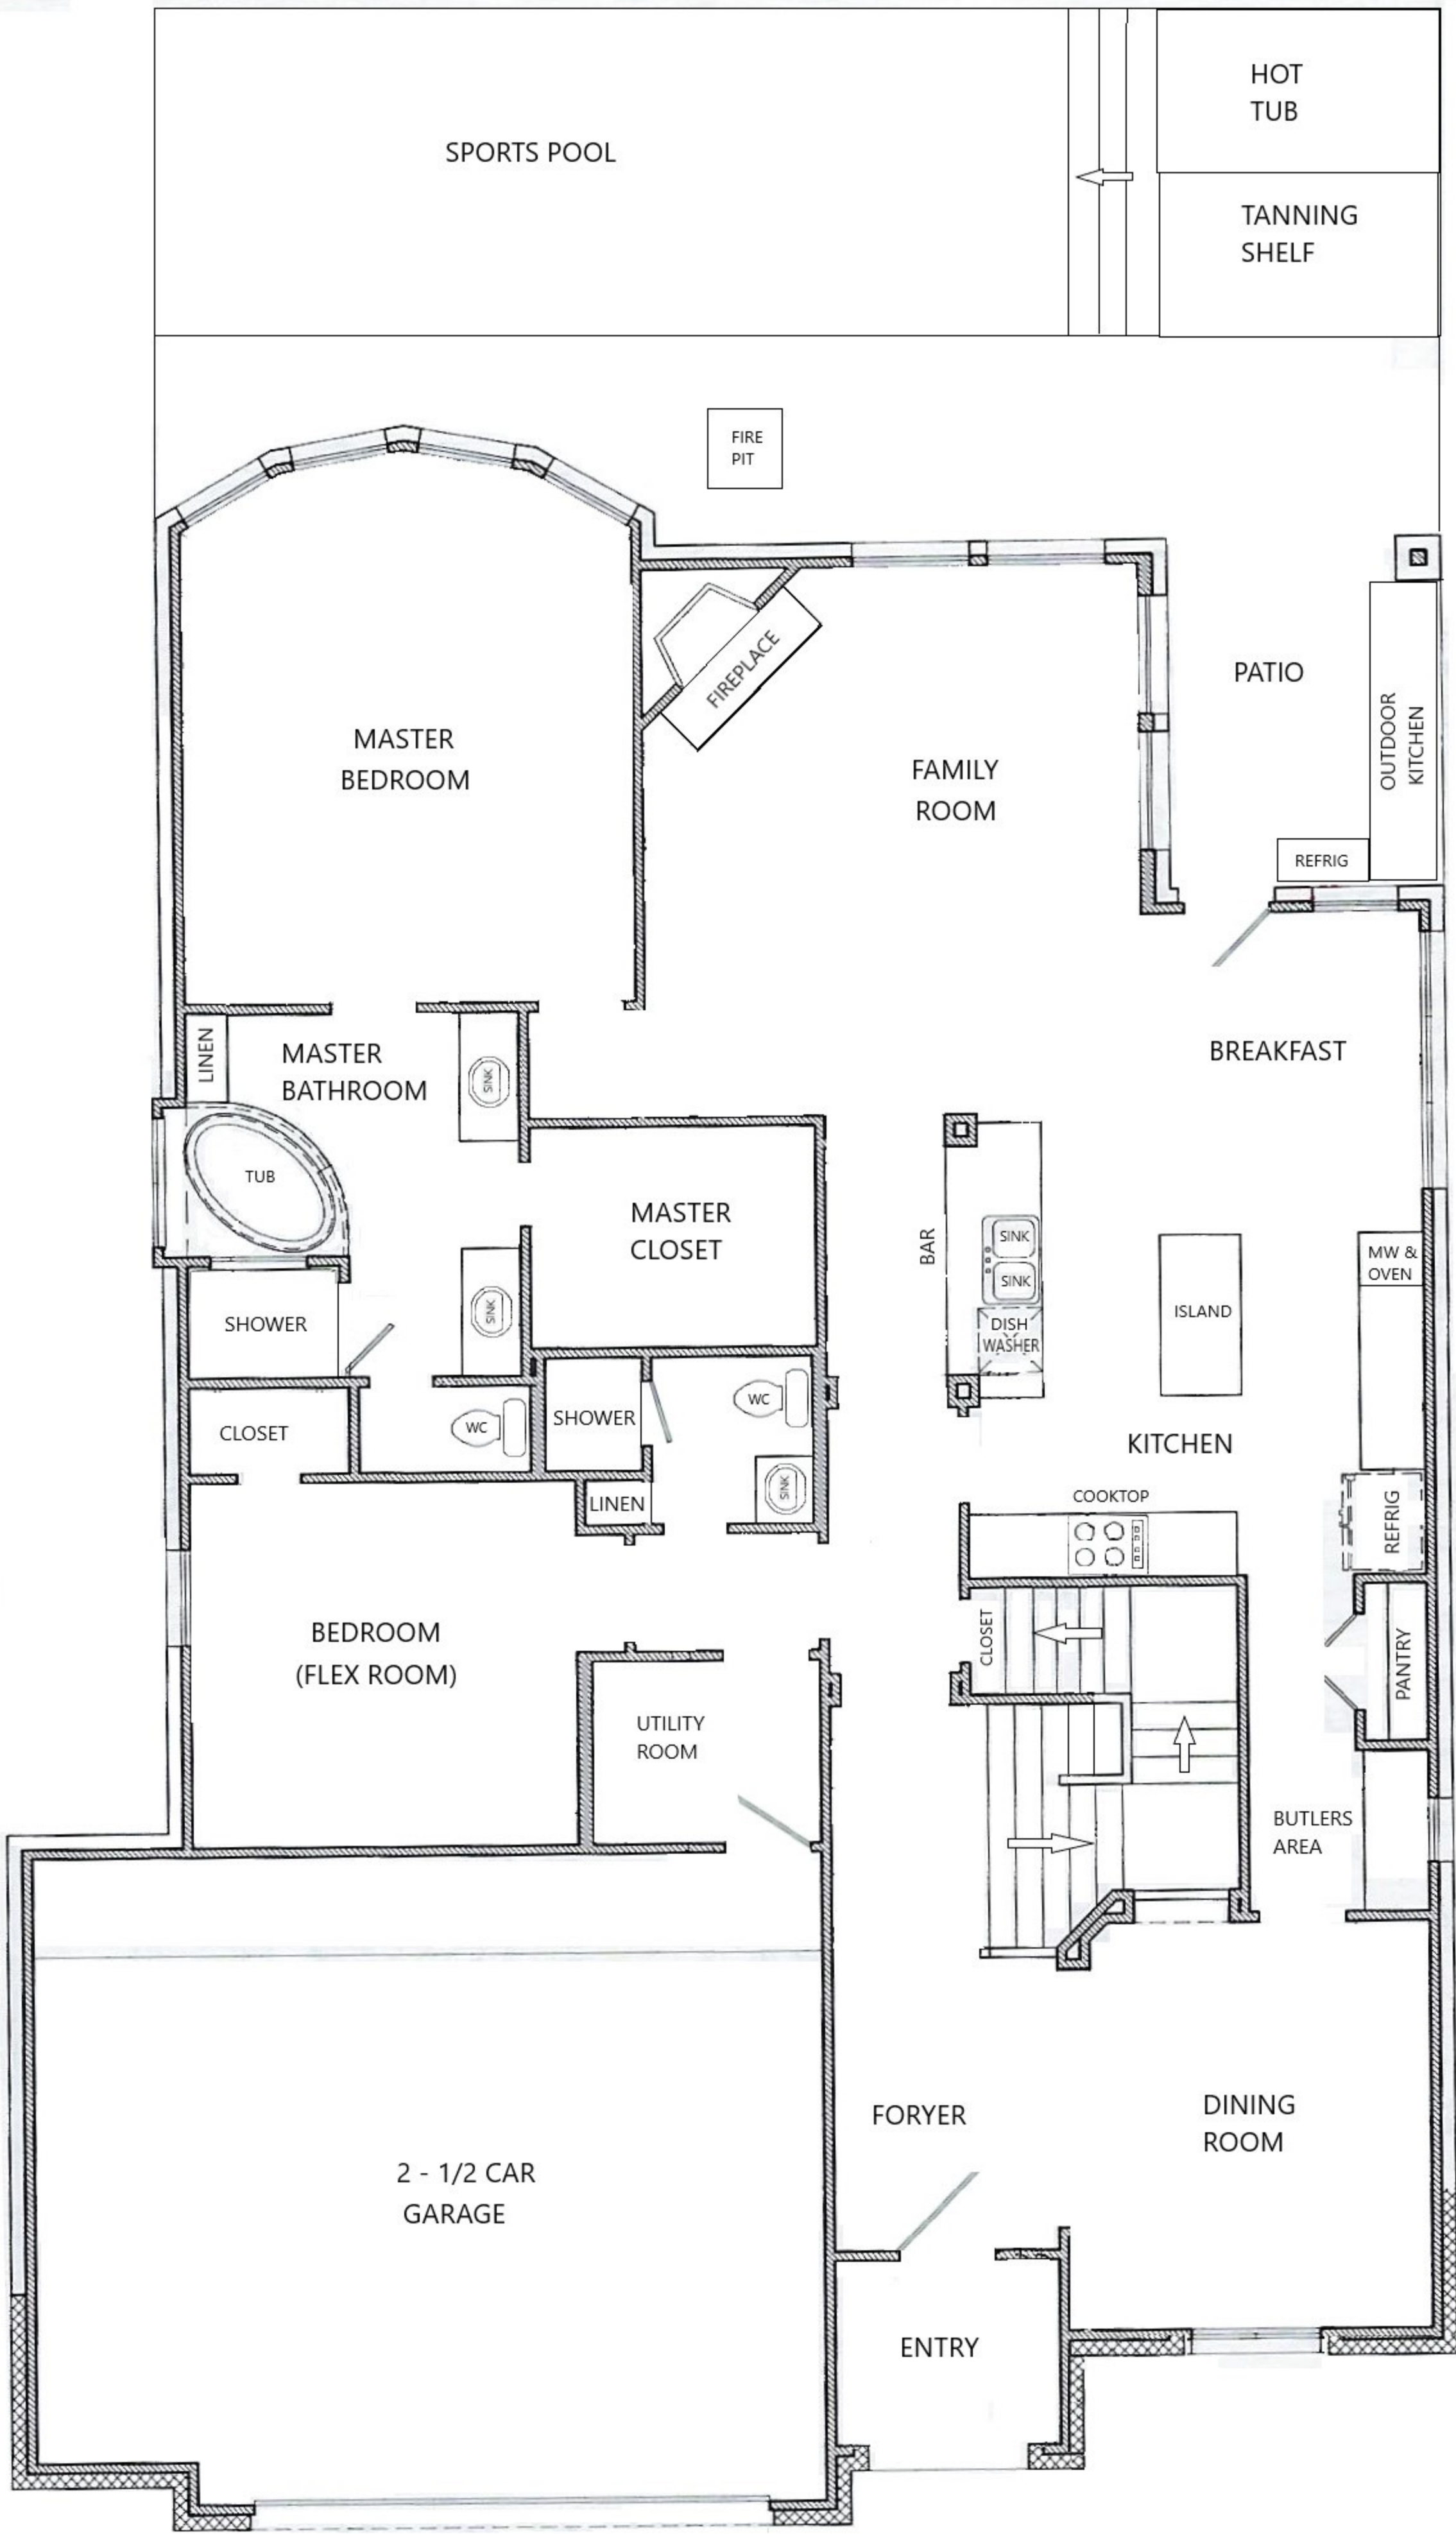 HOT
TUB
SPORTS POOL
TANNING
SHELF
FIRE
PIT
FIREPLACE
PATIO
OUTDOOR
KITCHEN
MASTER
BEDROOM
FAMILY
ROOM
REFRIG
LINEN
MASTER
BATHROOM
SINK
BREAKFAST
TUB
MASTER
CLOSET
BAR
SINK
SINK
DISH
WASHER
ISLAND
MW &
OVEN
SHOWER
SINK
CLOSET
WC
SHOWER
WC
SINK
LINEN
KITCHEN
COOKTOP
REFRIG
BEDROOM
(FLEX ROOM)
CLOSET
PANTRY
UTILITY
ROOM
BUTLERS
AREA
FORYER
DINING
ROOM
2 - 1/2 CAR
GARAGE
ENTRY